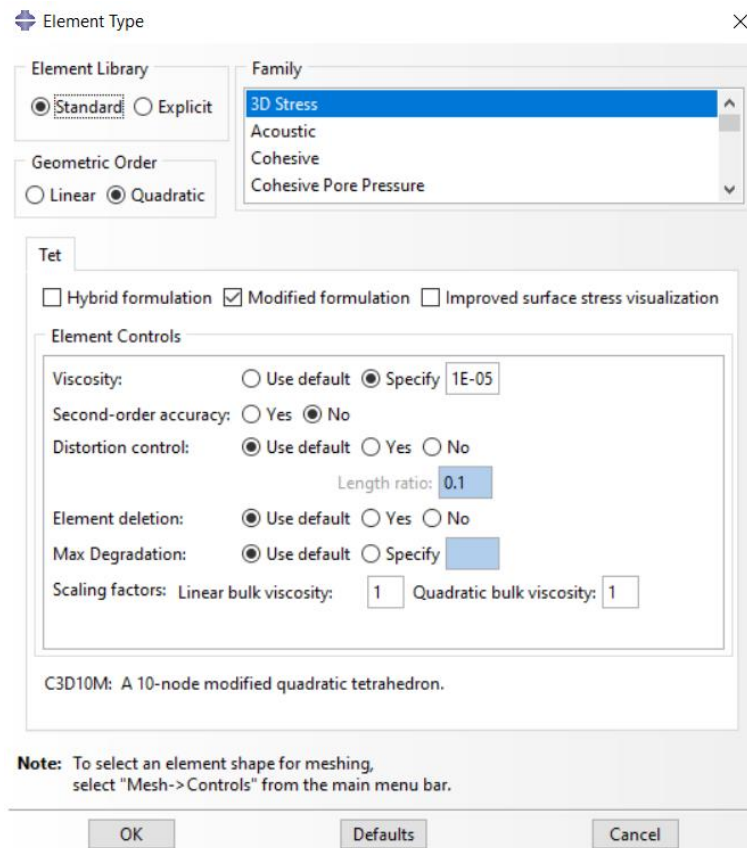 Element Type
Element Library
Standard Explicit
Family
3D Stress
Acoustic
Cohesive
Cohesive Pore Pressure
Geometric Order
Linear Quadratic
Tet
Hybrid formulation Modified formulation Improved surface stress visualization
Element Controls
Viscosity: Use default Specify 1E-05
Second-order accuracy: Yes No
Distortion control: Use default Yes No
Length ratio: 0.1
Element deletion: Use default Yes No
Max Degradation: Use default Specify
Scaling factors: Linear bulk viscosity: 1 Quadratic bulk viscosity: 1
C3D10M: A 10-node modified quadratic tetrahedron.
Note: To select an element shape for meshing,
select "Mesh->Controls" from the main menu bar.
OK Defaults Cancel